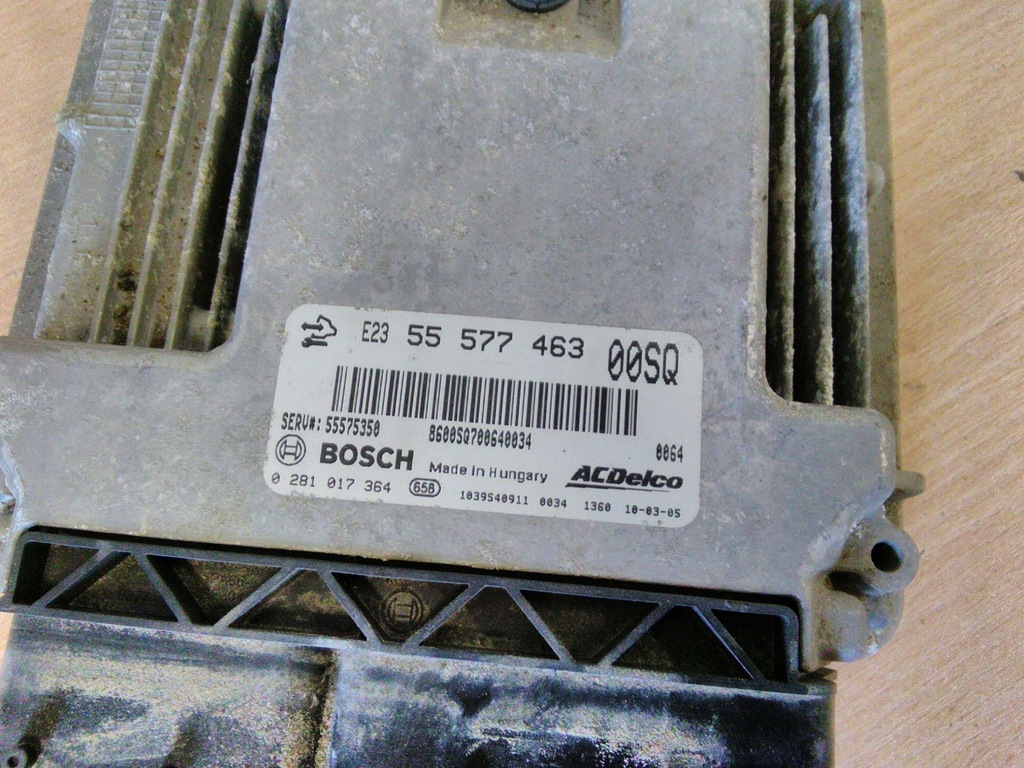 E23 55 577 463 00SQ
SERV#: 55575350 8600SQ700640034 0064
BOSCH Made in Hungary ACDelco
0 281 017 364 658 1039S40911 0034 1360 10-03-05